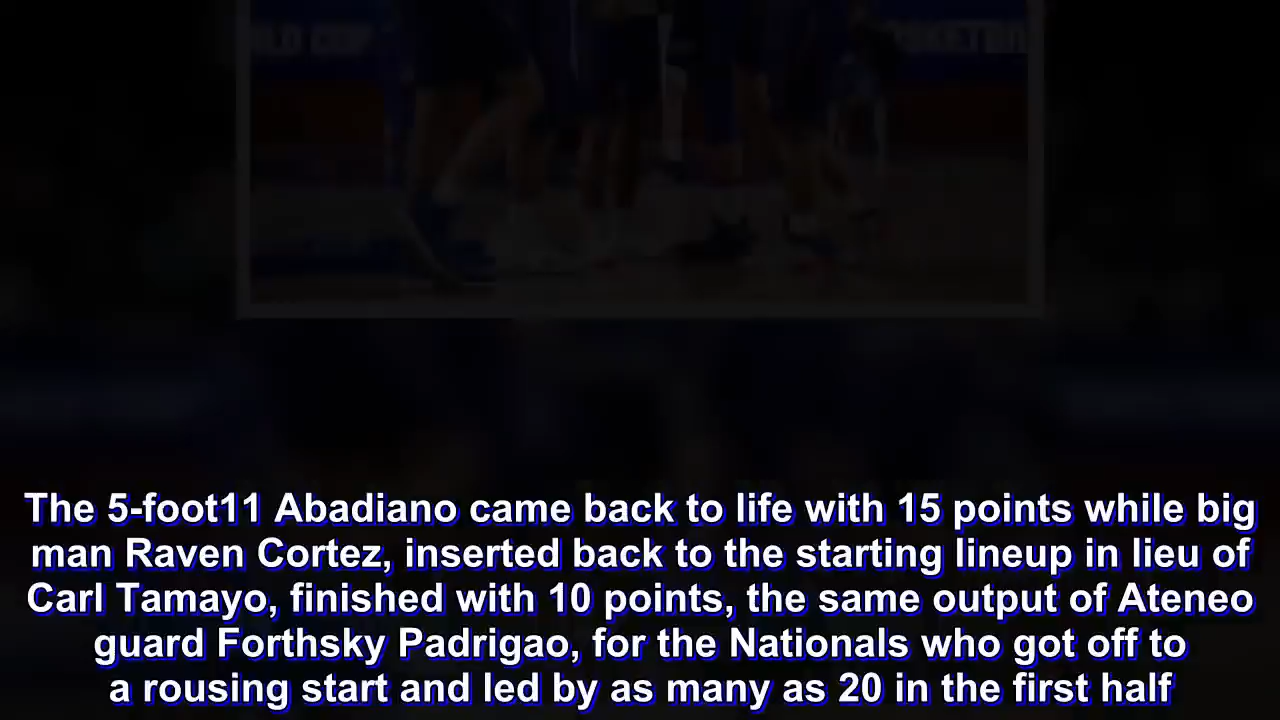 LD CUP
The 5-foot11 Abadiano came back to life with 15 points while big
man Raven Cortez, inserted back to the starting lineup in lieu of
Carl Tamayo, finished with 10 points, the same output of Ateneo
guard Forthsky Padrigao, for the Nationals who got off to
a rousing start and led by as many as 20 in the first half